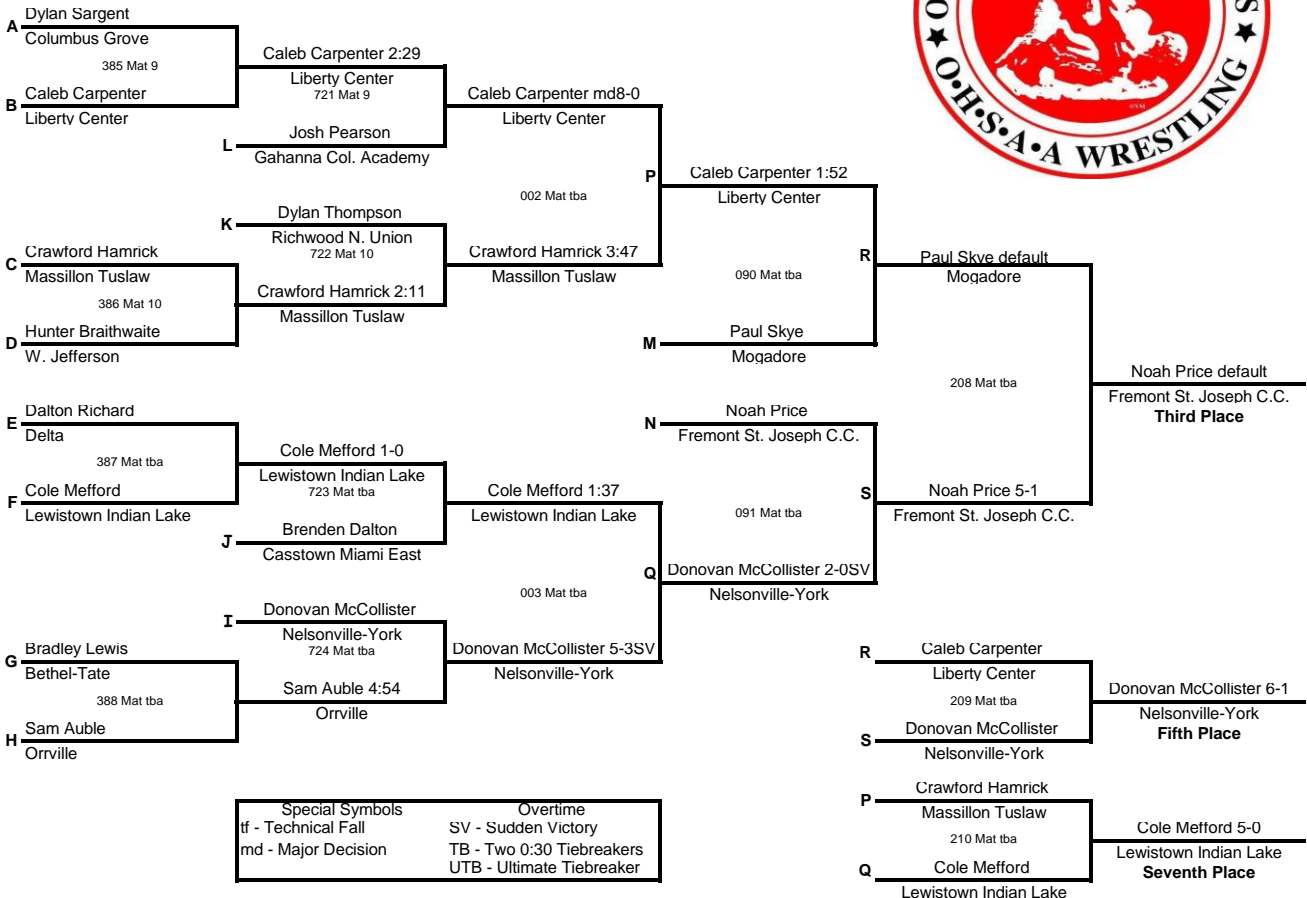 A Dylan Sargent
Columbus Grove
385 Mat 9
B Caleb Carpenter
Liberty Center
Caleb Carpenter 2:29
Liberty Center
721 Mat 9
L Josh Pearson
Gahanna Col. Academy
Caleb Carpenter md8-0
Liberty Center
002 Mat tba
K Dylan Thompson
Richwood N. Union
722 Mat 10
C Crawford Hamrick
Massillon Tuslaw
386 Mat 10
D Hunter Braithwaite
W. Jefferson
Crawford Hamrick 2:11
Massillon Tuslaw
Crawford Hamrick 3:47
Massillon Tuslaw
P Caleb Carpenter 1:52
Liberty Center
090 Mat tba
M Paul Skye
Mogadore
R Paul Skye default
Mogadore
208 Mat tba
Noah Price default
Fremont St. Joseph C.C.
Third Place
E Dalton Richard
Delta
387 Mat tba
F Cole Mefford
Lewistown Indian Lake
Cole Mefford 1-0
Lewistown Indian Lake
723 Mat tba
J Brenden Dalton
Casstown Miami East
Cole Mefford 1:37
Lewistown Indian Lake
003 Mat tba
I Donovan McCollister
Nelsonville-York
724 Mat tba
G Bradley Lewis
Bethel-Tate
388 Mat tba
H Sam Auble
Orrville
Sam Auble 4:54
Orrville
Donovan McCollister 5-3SV
Nelsonville-York
N Noah Price
Fremont St. Joseph C.C.
091 Mat tba
Q Donovan McCollister 2-0SV
Nelsonville-York
S Noah Price 5-1
Fremont St. Joseph C.C.
R Caleb Carpenter
Liberty Center
209 Mat tba
S Donovan McCollister
Nelsonville-York
Donovan McCollister 6-1
Nelsonville-York
Fifth Place
P Crawford Hamrick
Massillon Tuslaw
210 Mat tba
Q Cole Mefford
Lewistown Indian Lake
Cole Mefford 5-0
Lewistown Indian Lake
Seventh Place
Special Symbols Overtime
tf - Technical Fall SV - Sudden Victory
md - Major Decision TB - Two 0:30 Tiebreakers
UTB - Ultimate Tiebreaker
O•H•S•A•A WRESTLING